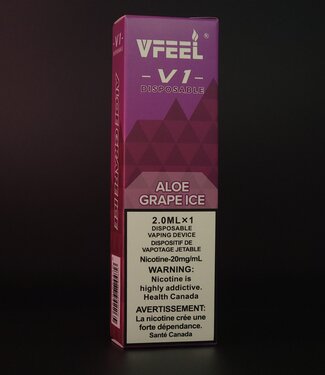 VFEEL®
- V1 -
DISPOSABLE
ALOE
GRAPE ICE
2.0ML×1
DISPOSABLE
VAPING DEVICE
DISPOSITIF DE
VAPOTAGE JETABLE
Nicotine-20mg/mL
WARNING:
Nicotine is
highly addictive.
Health Canada
AVERTISSEMENT:
La nicotine crée une
forte dépendance.
Santé Canada
-V1-